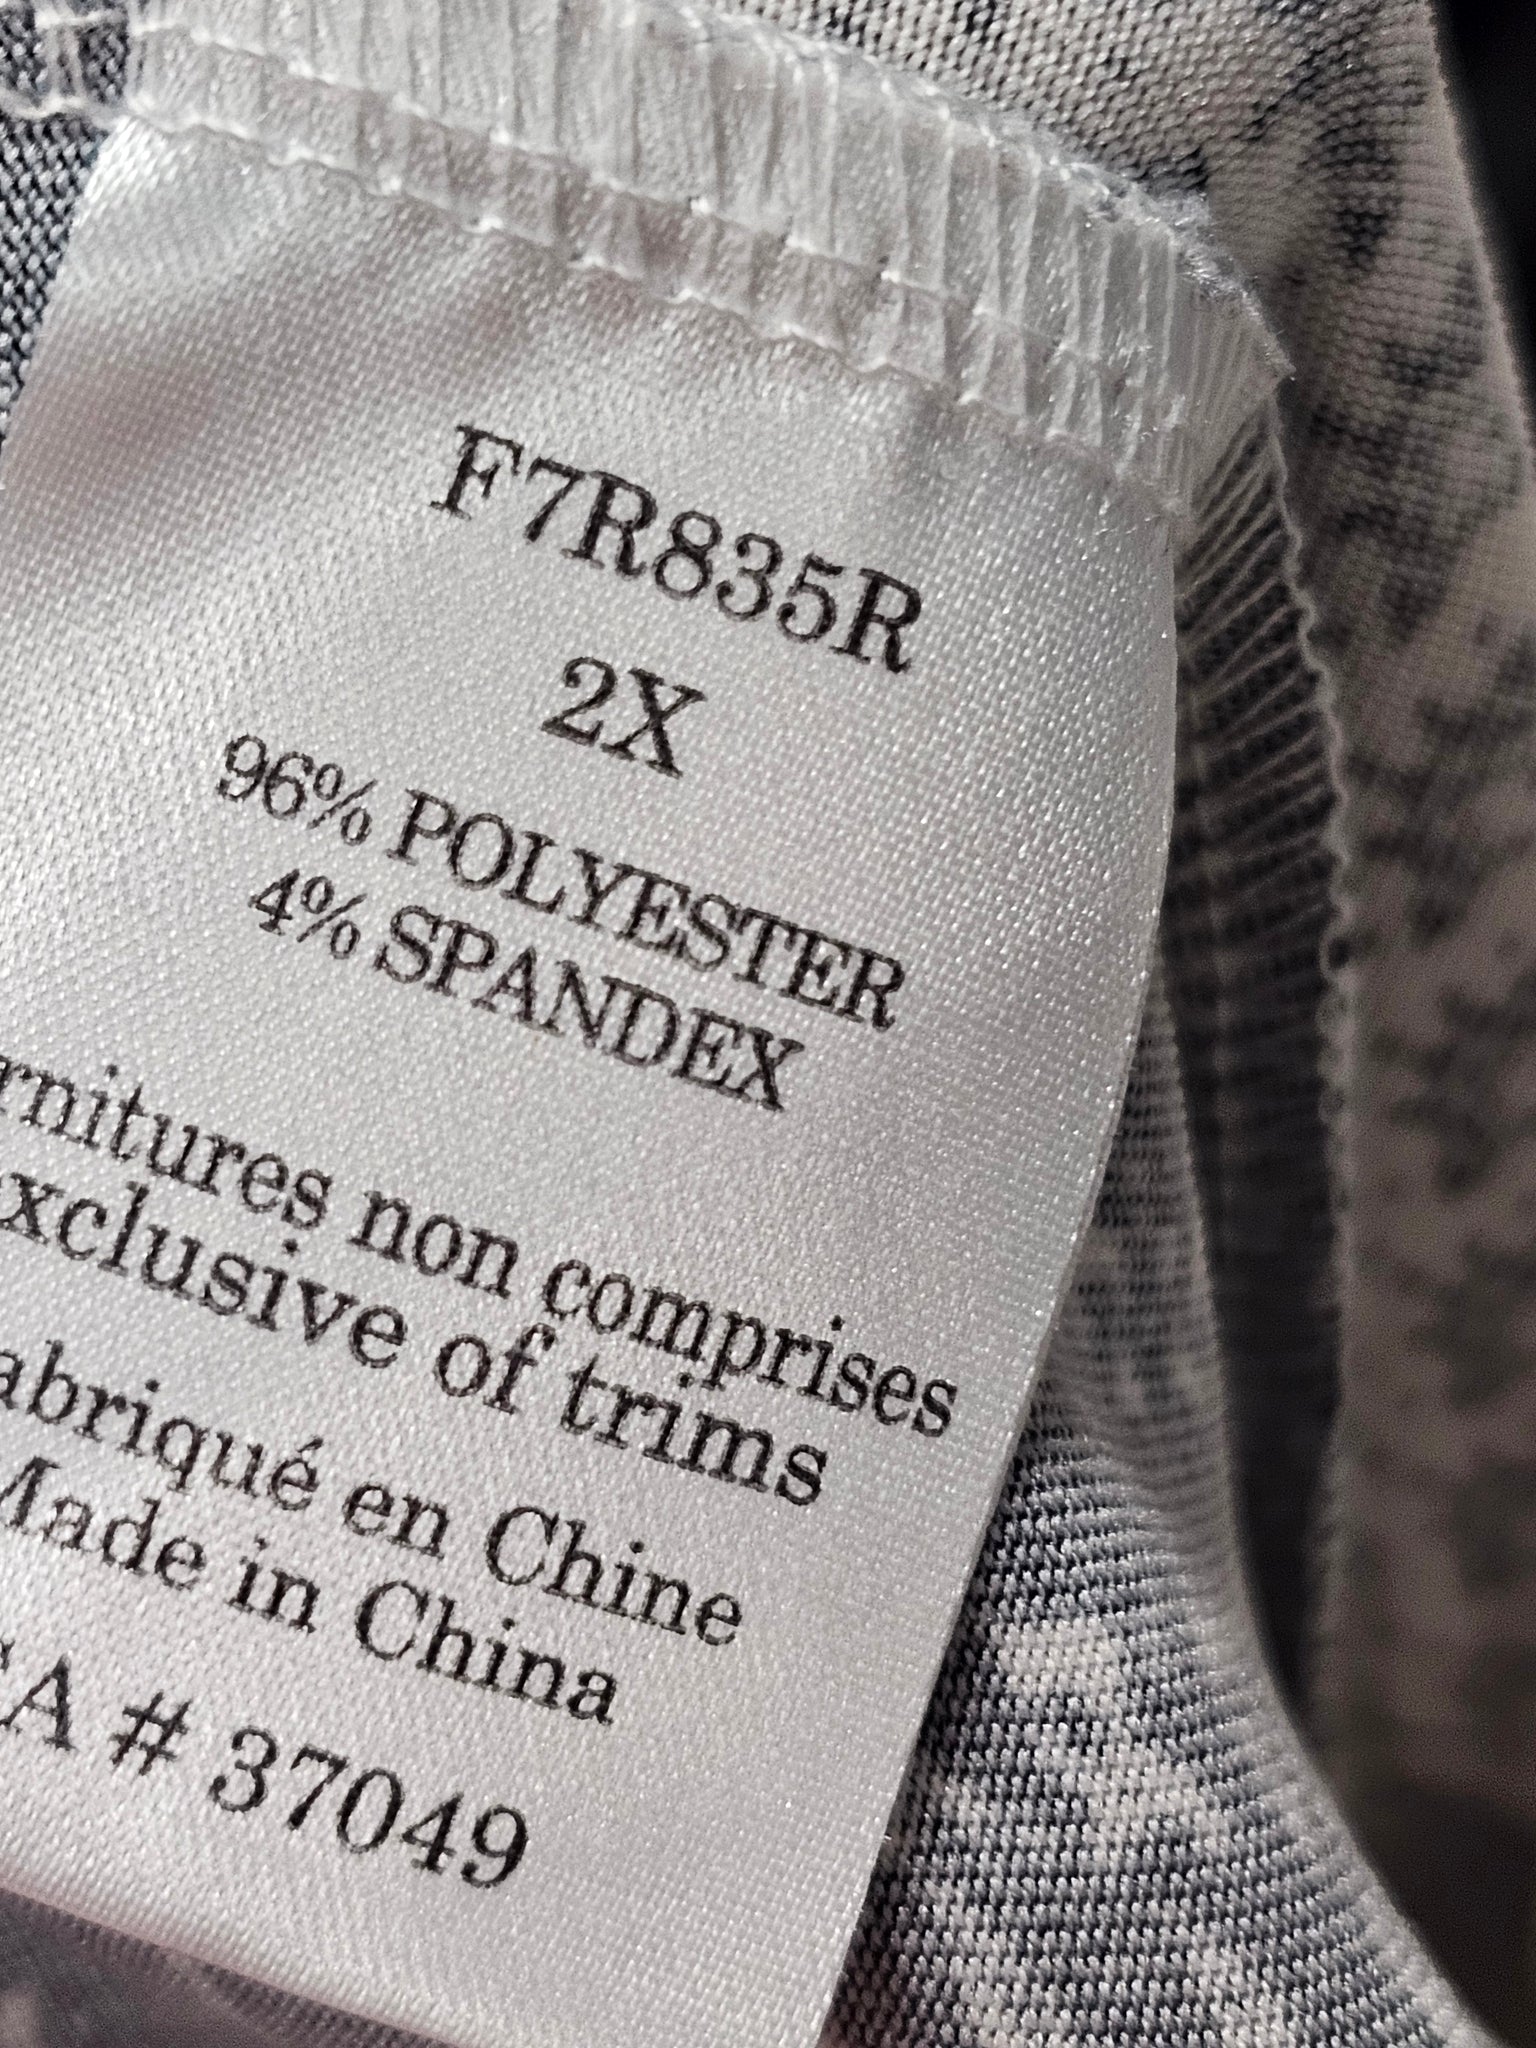 F7R835R
2X
96% POLYESTER
4% SPANDEX
rnitures non comprises
xclusive of trims
abriqué en Chine
Made in China
A # 37049